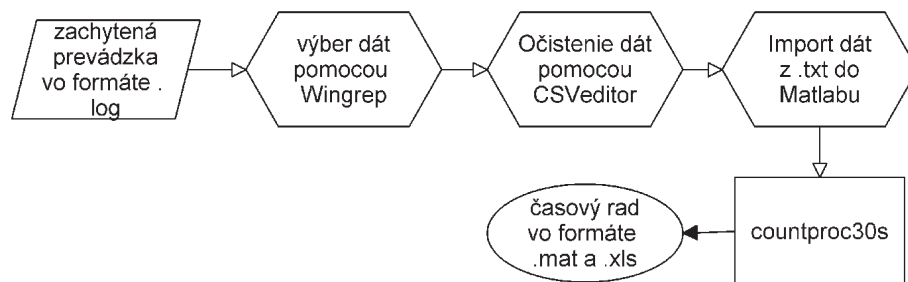 zachytená
prevádzka
vo formáte .
log
výber dát
pomocou
Wingrep
Očistenie dát
pomocou
CSVeditor
Import dát
z .txt do
Matlabu
countproc30s
časový rad
vo formáte
.mat a .xls